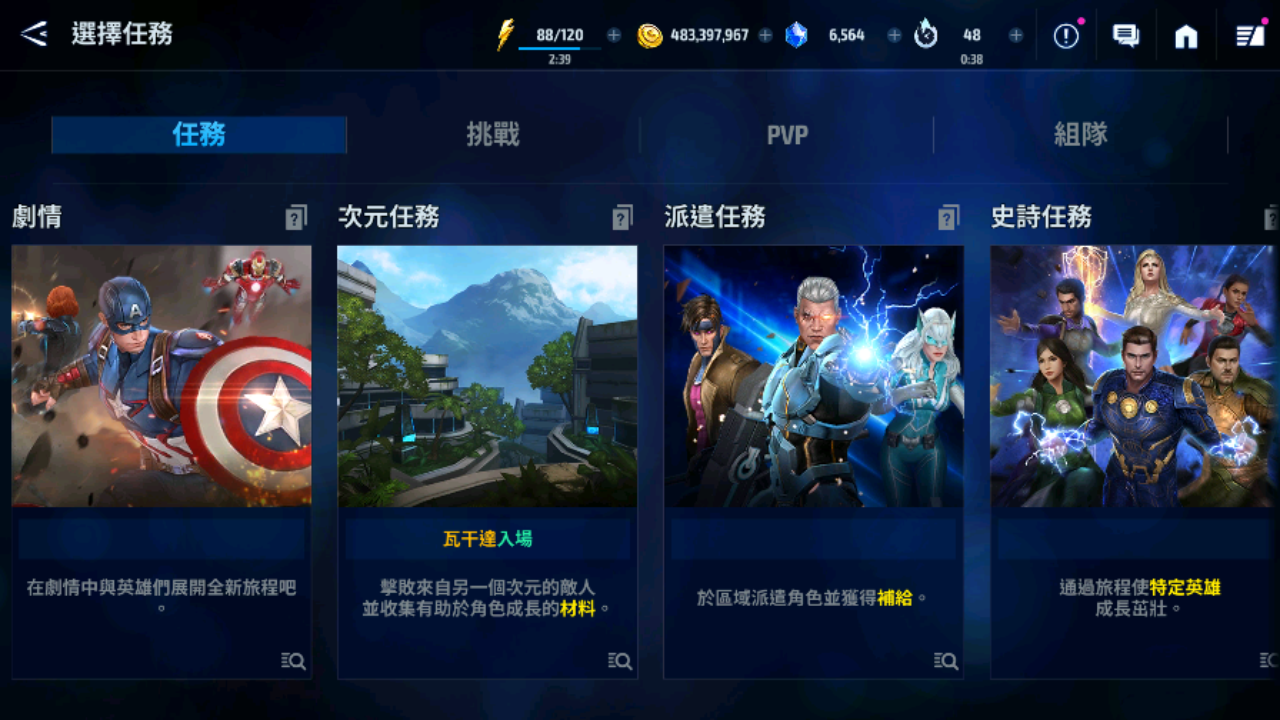 選擇任務
88/120
2:39
483,397,967
6,564
48
0:38
任務
挑戰
PVP
組隊
劇情
次元任務
派遣任務
史詩任務
瓦干達入場
在劇情中與英雄們展開全新旅程吧
。
擊敗來自另一個次元的敵人
並收集有助於角色成長的材料。
於區域派遣角色並獲得補給。
通過旅程使特定英雄
成長茁壯。